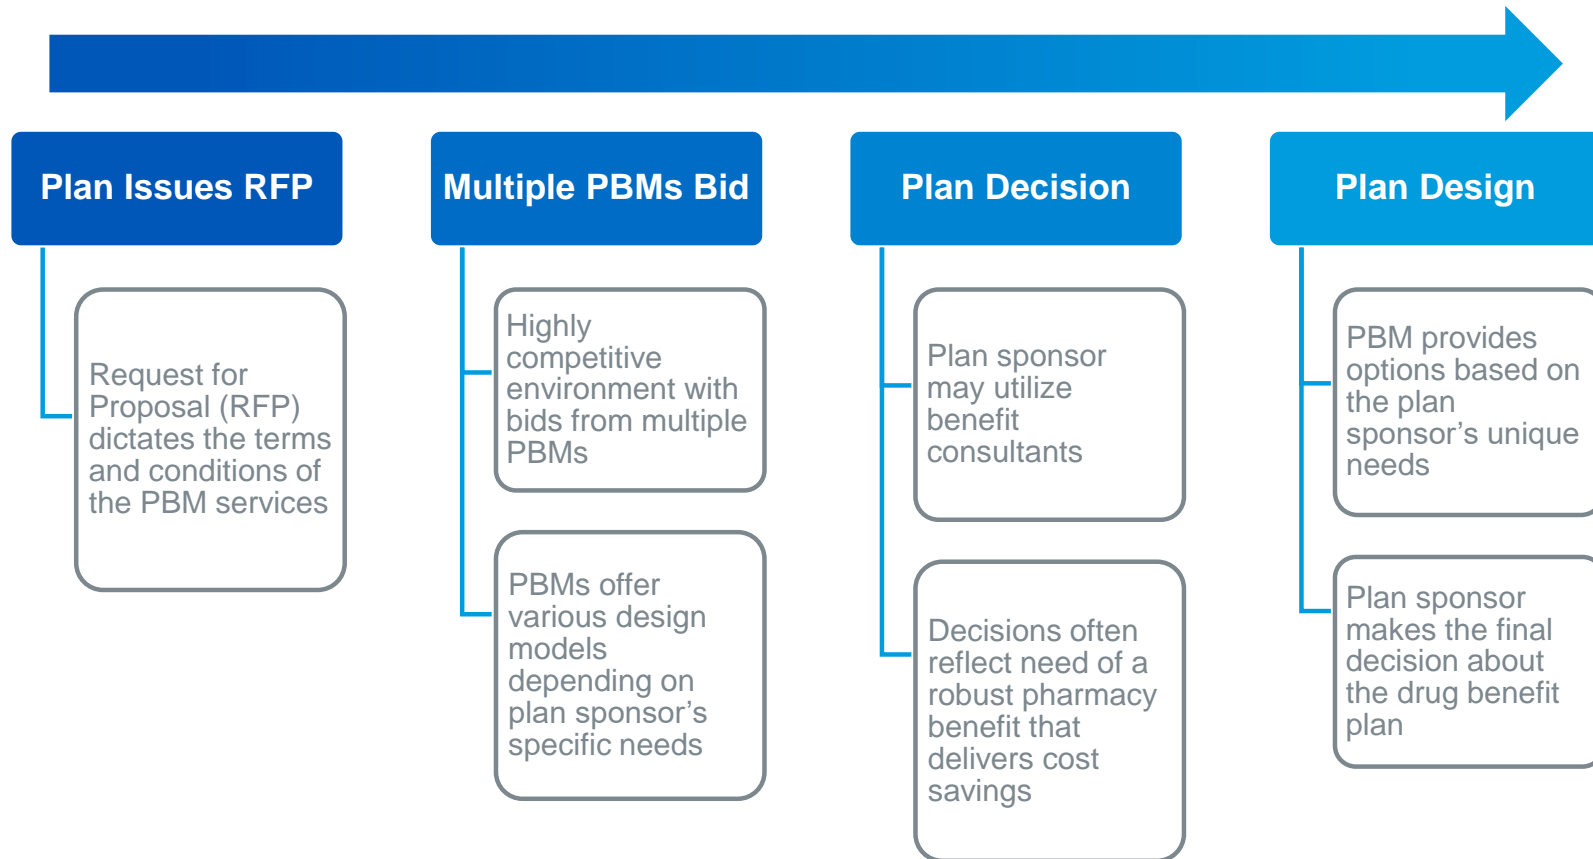 Plan Issues RFP
Request for
Proposal (RFP)
dictates the terms
and conditions of
the PBM services
Multiple PBMs Bid
Highly
competitive
environment with
bids from multiple
PBMs
PBMs offer
various design
models
depending on
plan sponsor’s
specific needs
Plan Decision
Plan sponsor
may utilize
benefit
consultants
Decisions often
reflect need of a
robust pharmacy
benefit that
delivers cost
savings
Plan Design
PBM provides
options based on
the plan
sponsor’s unique
needs
Plan sponsor
makes the final
decision about
the drug benefit
plan